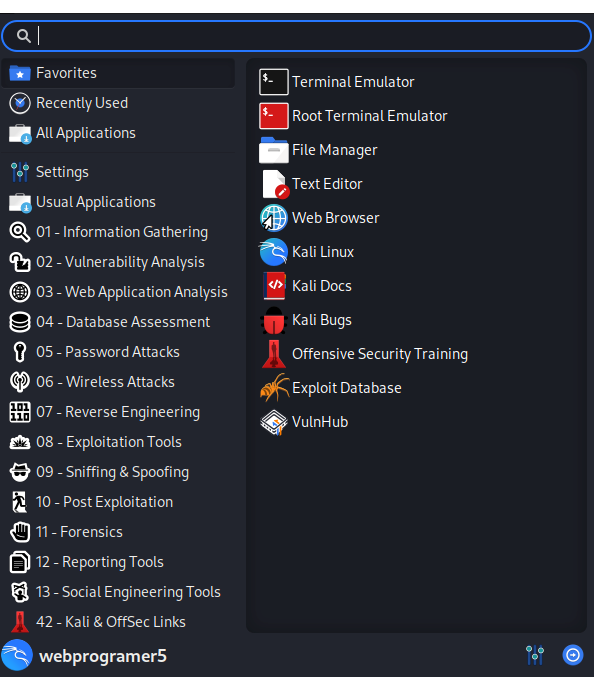 Favorites
Recently Used
All Applications
Settings
Usual Applications
01 - Information Gathering
02 - Vulnerability Analysis
03 - Web Application Analysis
04 - Database Assessment
05 - Password Attacks
06 - Wireless Attacks
07 - Reverse Engineering
08 - Exploitation Tools
09 - Sniffing & Spoofing
10 - Post Exploitation
11 - Forensics
12 - Reporting Tools
13 - Social Engineering Tools
42 - Kali & OffSec Links
Terminal Emulator
Root Terminal Emulator
File Manager
Text Editor
Web Browser
Kali Linux
Kali Docs
Kali Bugs
Offensive Security Training
Exploit Database
VulnHub
webprogramer5